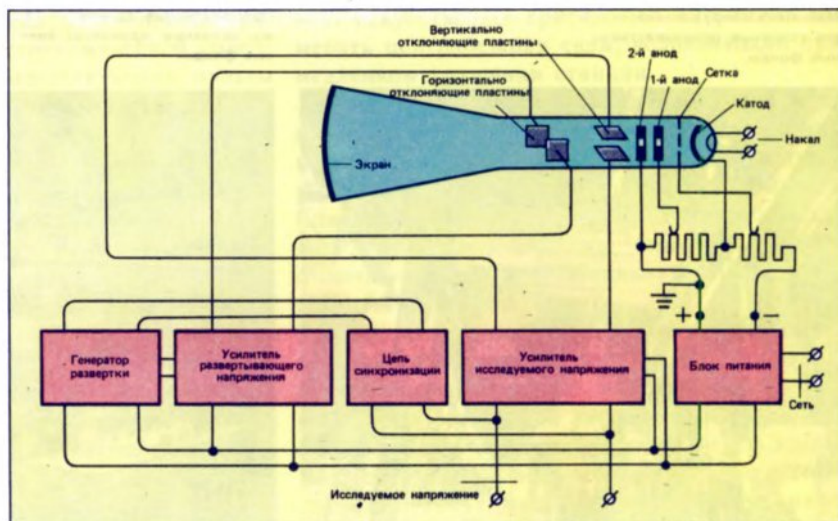 Вертикально
отклоняющие пластины
Горизонтально
отклоняющие пластины
2-й анод
1-й анод
Сетка
Катод
Накал
Экран
Генератор
развертки
Усилитель
развертывающего
напряжения
Цепь
синхронизации
Усилитель
исследуемого напряжения
+
−
Блок питания
Сеть
Исследуемое напряжение